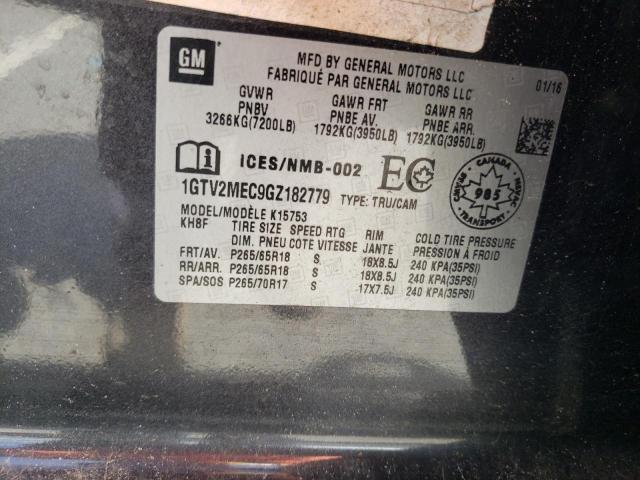 GM
MFD BY GENERAL MOTORS LLC
FABRIQUÉ PAR GENERAL MOTORS LLC
01/16
GVWR GAWR FRT GAWR RR
PNBV PNBE AV. PNBE ARR.
3266KG(7200LB) 1792KG(3950LB) 1792KG(3950LB)
ICES/NMB-002 EC
CANADA
985
TRANSPORT
1GTV2MEC9GZ182779 TYPE: TRU/CAM
MODEL/MODÈLE K15753
KH8F TIRE SIZE SPEED RTG RIM COLD TIRE PRESSURE
DIM. PNEU COTE VITESSE JANTE PRESSION À FROID
FRT/AV. P265/65R18 S 18X8.5J 240 KPA(35PSI)
RR/ARR. P265/65R18 S 18X8.5J 240 KPA(35PSI)
SPA/SOS P265/70R17 S 17X7.5J 240 KPA(35PSI)